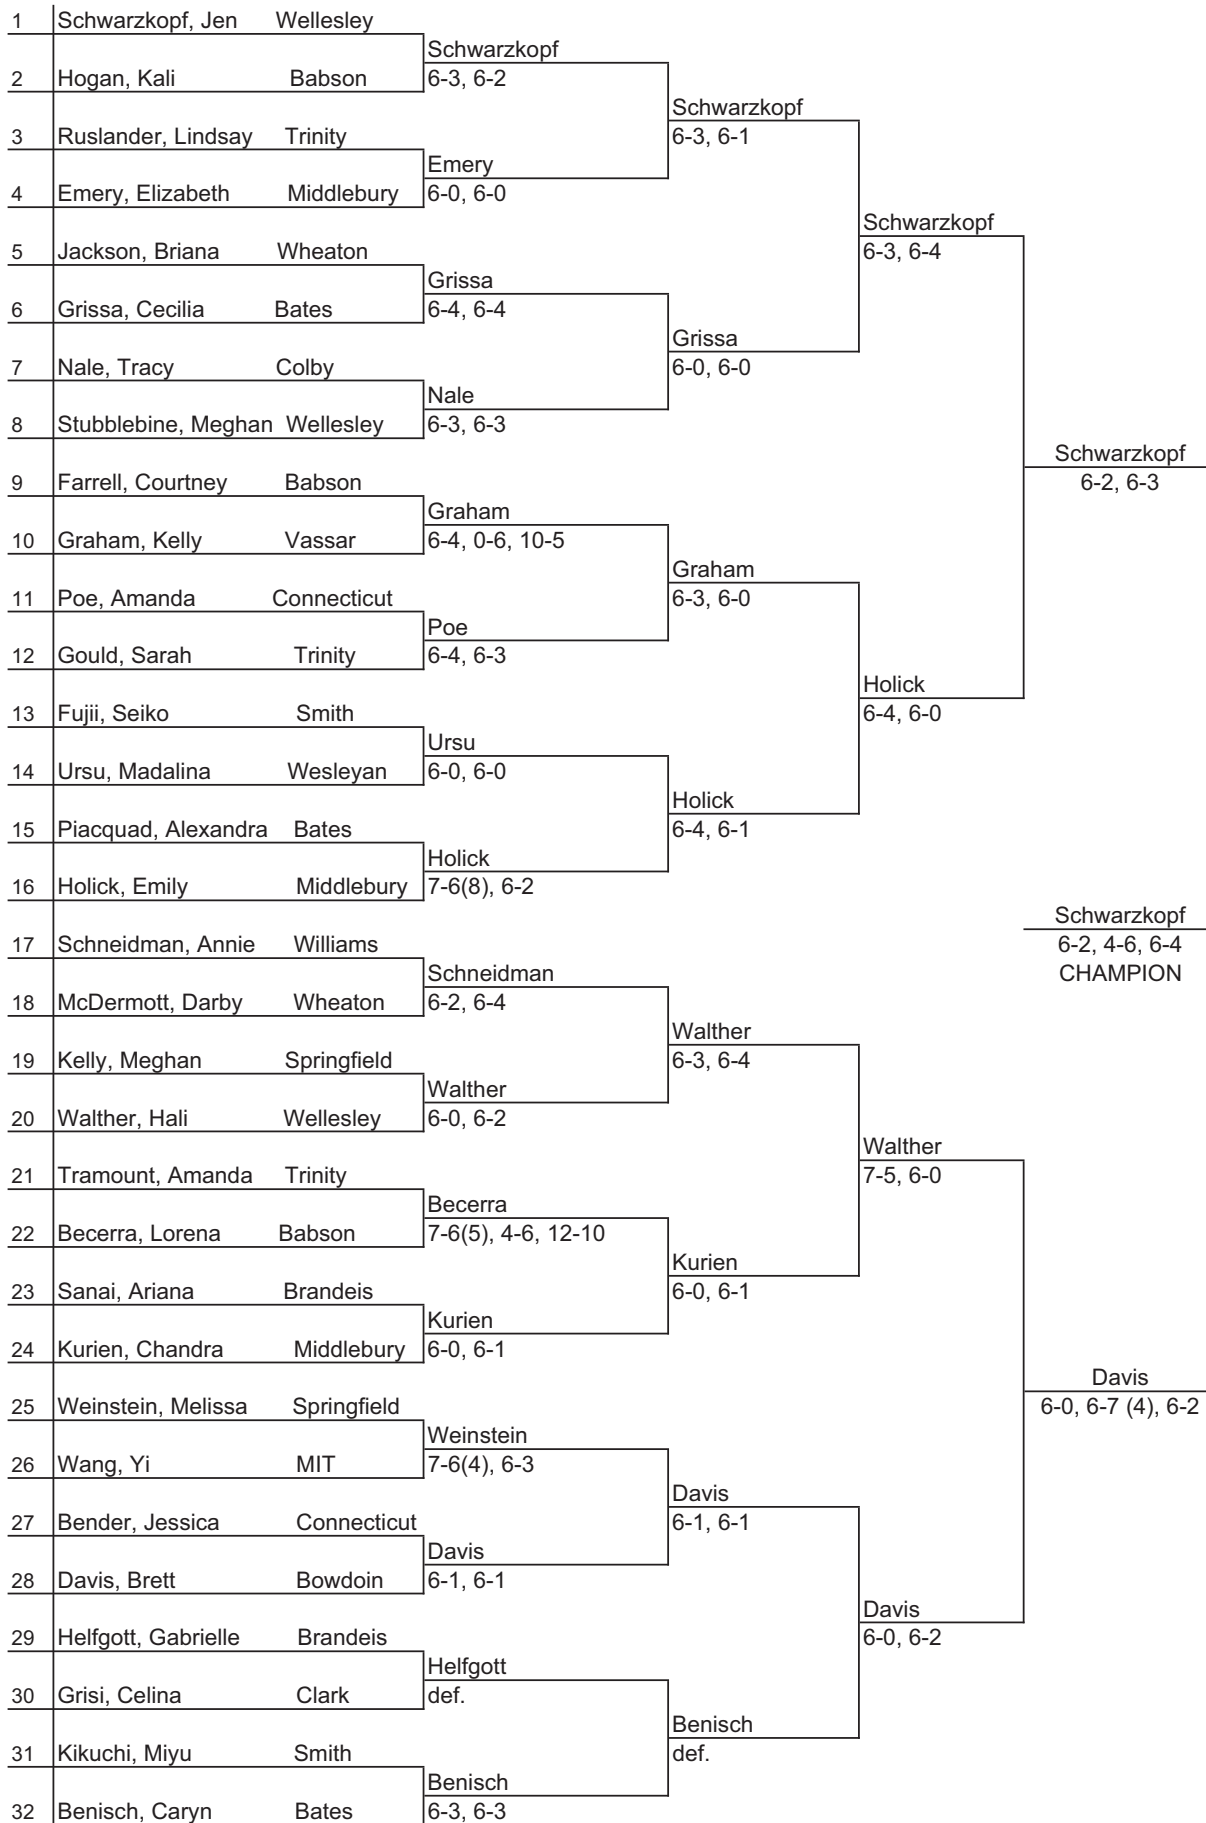 1 Schwarzkopf, Jen Wellesley
Schwarzkopf
2 Hogan, Kali Babson 6-3, 6-2
Schwarzkopf
3 Ruslander, Lindsay Trinity 6-3, 6-1
Emery
4 Emery, Elizabeth Middlebury 6-0, 6-0
Schwarzkopf
5 Jackson, Briana Wheaton 6-3, 6-4
Grissa
6 Grissa, Cecilia Bates 6-4, 6-4
Grissa
7 Nale, Tracy Colby 6-0, 6-0
Nale
8 Stubblebine, Meghan Wellesley 6-3, 6-3
Schwarzkopf
9 Farrell, Courtney Babson 6-2, 6-3
Graham
10 Graham, Kelly Vassar 6-4, 0-6, 10-5
Graham
11 Poe, Amanda Connecticut 6-3, 6-0
Poe
12 Gould, Sarah Trinity 6-4, 6-3
Holick
13 Fujii, Seiko Smith 6-4, 6-0
Ursu
14 Ursu, Madalina Wesleyan 6-0, 6-0
Holick
15 Piacquad, Alexandra Bates 6-4, 6-1
Holick
16 Holick, Emily Middlebury 7-6(8), 6-2
Schwarzkopf
17 Schneidman, Annie Williams 6-2, 4-6, 6-4
Schneidman CHAMPION
18 McDermott, Darby Wheaton 6-2, 6-4
Walther
19 Kelly, Meghan Springfield 6-3, 6-4
Walther
20 Walther, Hali Wellesley 6-0, 6-2
Walther
21 Tramount, Amanda Trinity 7-5, 6-0
Becerra
22 Becerra, Lorena Babson 7-6(5), 4-6, 12-10
Kurien
23 Sanai, Ariana Brandeis 6-0, 6-1
Kurien
24 Kurien, Chandra Middlebury 6-0, 6-1
Davis
25 Weinstein, Melissa Springfield 6-0, 6-7 (4), 6-2
Weinstein
26 Wang, Yi MIT 7-6(4), 6-3
Davis
27 Bender, Jessica Connecticut 6-1, 6-1
Davis
28 Davis, Brett Bowdoin 6-1, 6-1
Davis
29 Helfgott, Gabrielle Brandeis 6-0, 6-2
Helfgott
30 Grisi, Celina Clark def.
Benisch
31 Kikuchi, Miyu Smith def.
Benisch
32 Benisch, Caryn Bates 6-3, 6-3